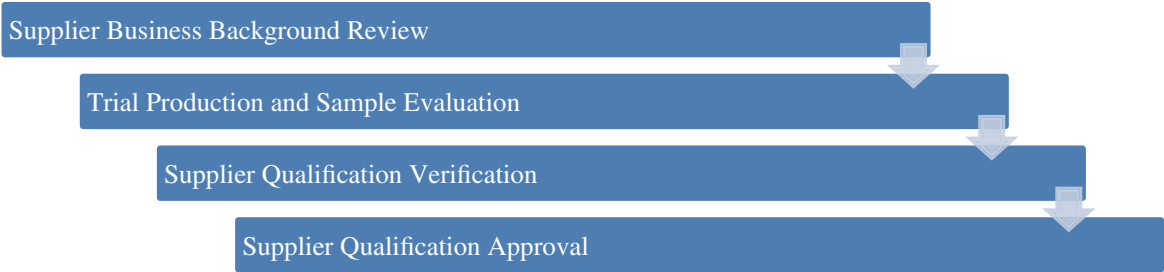 Supplier Business Background Review
Trial Production and Sample Evaluation
Supplier Qualification Verification
Supplier Qualification Approval